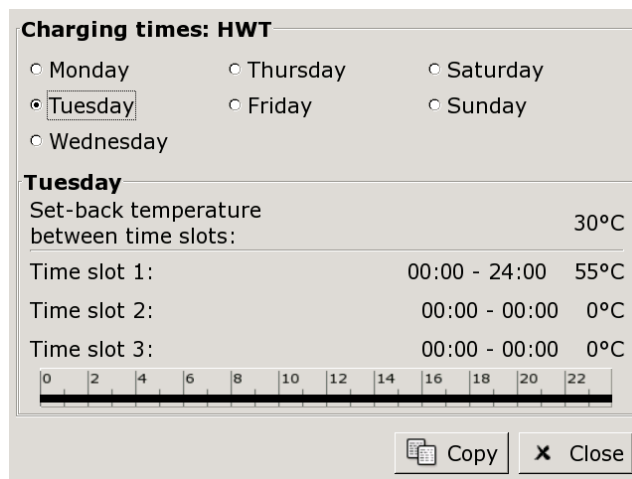 Charging times: HWT
Monday Thursday Saturday
Tuesday Friday Sunday
Wednesday
Tuesday
Set-back temperature
between time slots: 30°C
Time slot 1: 00:00 - 24:00 55°C
Time slot 2: 00:00 - 00:00 0°C
Time slot 3: 00:00 - 00:00 0°C
0 2 4 6 8 10 12 14 16 18 20 22
Copy Close